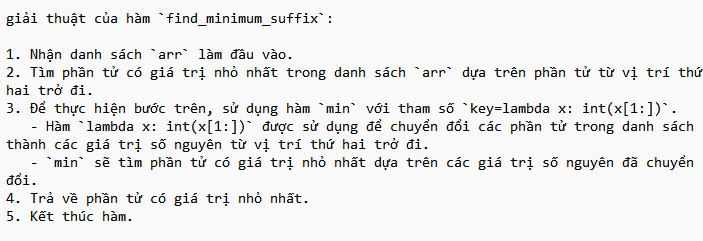 giải thuật của hàm `find_minimum_suffix`:
1. Nhận danh sách `arr` làm đầu vào.
2. Tìm phần tử có giá trị nhỏ nhất trong danh sách `arr` dựa trên phần tử từ vị trí thứ
hai trở đi.
3. Để thực hiện bước trên, sử dụng hàm `min` với tham số `key=lambda x: int(x[1:])`.
- Hàm `lambda x: int(x[1:])` được sử dụng để chuyển đổi các phần tử trong danh sách
thành các giá trị số nguyên từ vị trí thứ hai trở đi.
- `min` sẽ tìm phần tử có giá trị nhỏ nhất dựa trên các giá trị số nguyên đã chuyển
đổi.
4. Trả về phần tử có giá trị nhỏ nhất.
5. Kết thúc hàm.